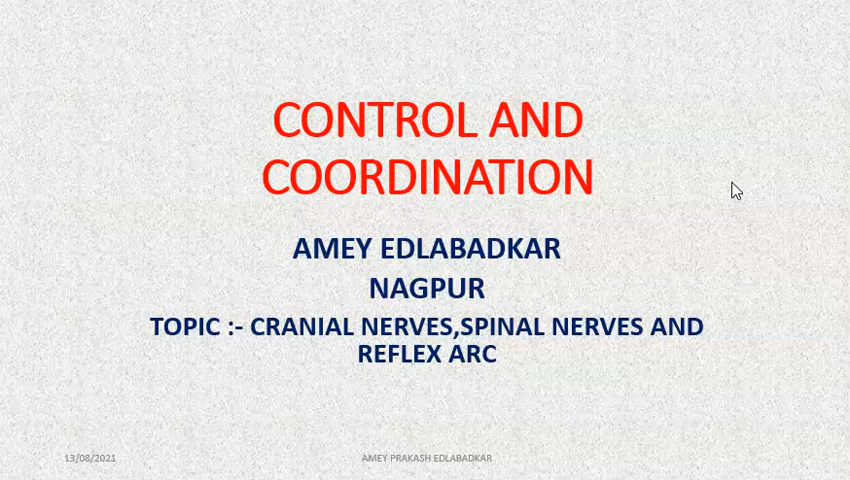 CONTROL AND
COORDINATION
AMEY EDLABADKAR
NAGPUR
TOPIC :- CRANIAL NERVES,SPINAL NERVES AND
REFLEX ARC
13/08/2021
AMEY PRAKASH EDLABADKAR